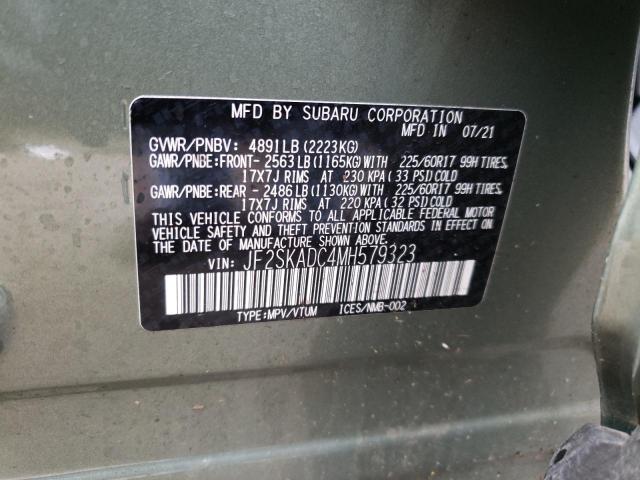 MFD BY SUBARU CORPORATION
MFD IN 07/21
GVWR/PNBV: 4891LB(2223KG)
GAWR/PNBE:FRONT- 2563LB(1165KG)WITH 225/60R17 99H TIRES,
17X7J RIMS AT 230 KPA(33 PSI)COLD
GAWR/PNBE:REAR - 2486LB(1130KG)WITH 225/60R17 99H TIRES,
17X7J RIMS AT 220 KPA(32 PSI)COLD
THIS VEHICLE CONFORMS TO ALL APPLICABLE FEDERAL MOTOR
VEHICLE SAFETY AND THEFT PREVENTION STANDARDS IN EFFECT ON
THE DATE OF MANUFACTURE SHOWN ABOVE.
VIN: JF2SKADC4MH579323
TYPE:MPV/VTUM ICES/NMB-002